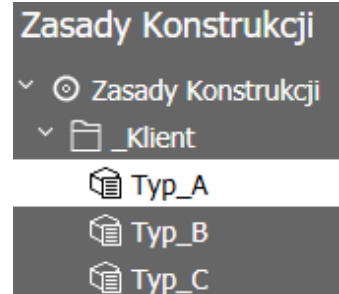 Zasady Konstrukcji
Zasady Konstrukcji
_Klient
Typ_A
Typ_B
Typ_C